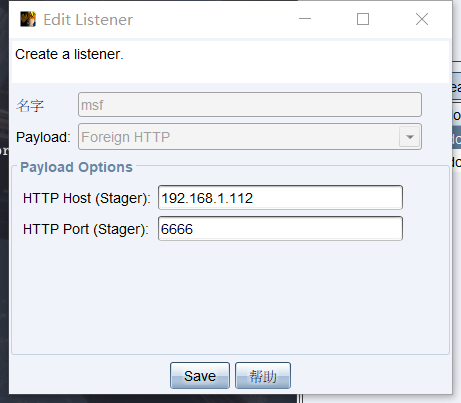 Edit Listener
Create a listener.
名字 msf
Payload: Foreign HTTP
Payload Options
HTTP Host (Stager): 192.168.1.112
HTTP Port (Stager): 6666
Save 帮助